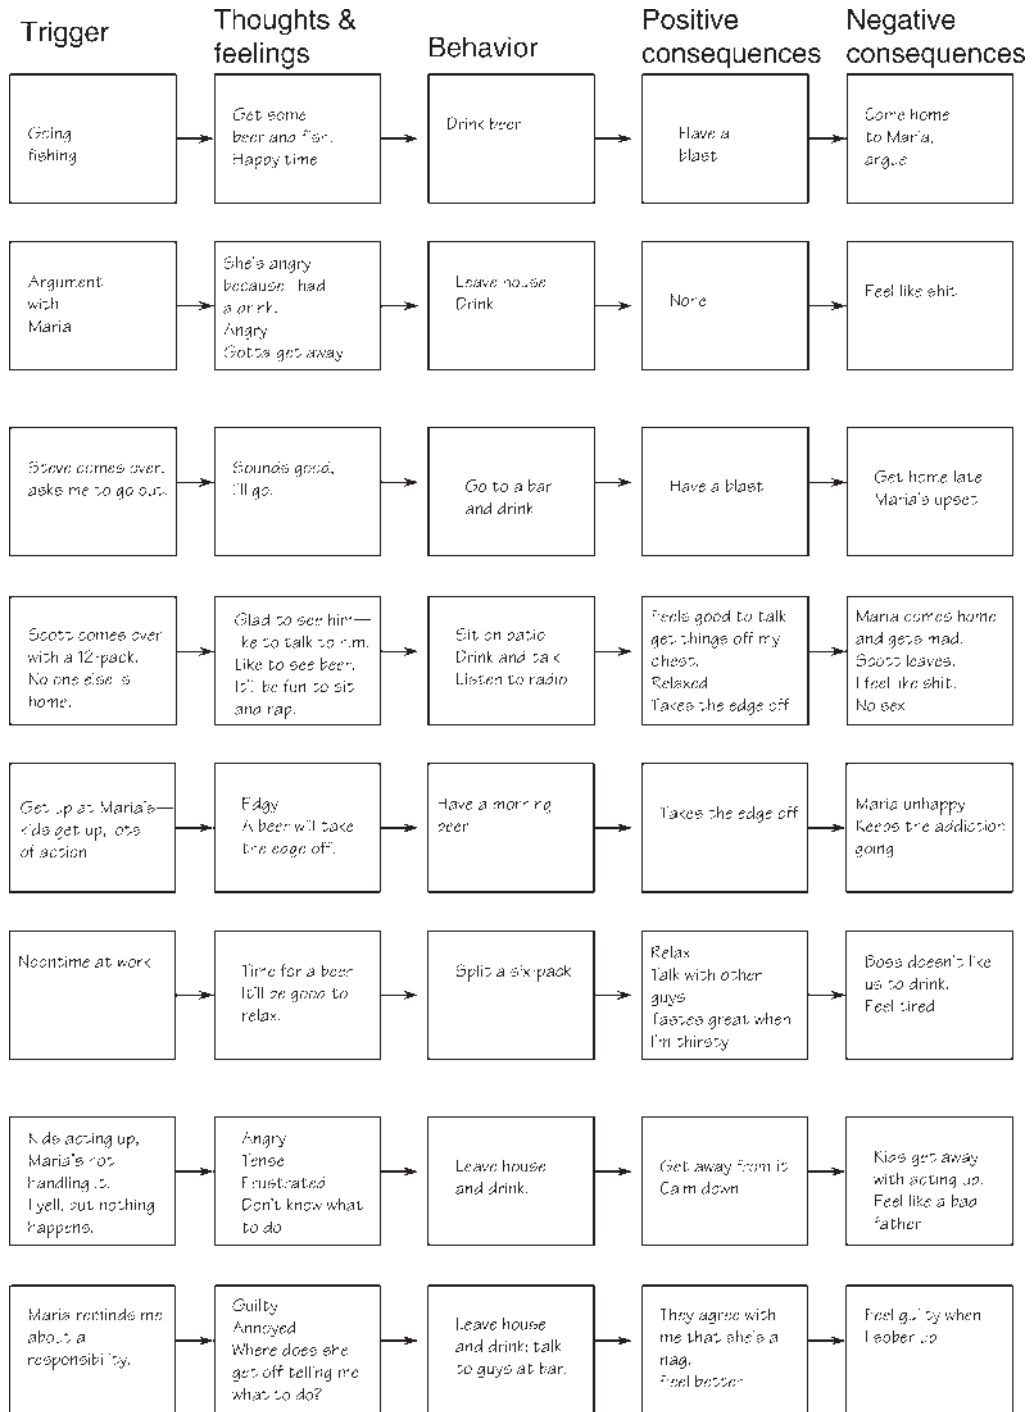 Trigger
Thoughts &
feelings
Behavior
Positive
consequences
Negative
consequences
Going
fishing
Get some
beer and fish.
Happy time
Drink beer
Have a
blast
Come home
to Maria,
argue
Argument
with
Maria
She's angry
because I had
a drink.
Angry
Gotta get away
Leave house
Drink
None
Feel like shit
Steve comes over,
asks me to go out.
Sounds good,
I'll go.
Go to a bar
and drink
Have a blast
Get home late
Maria's upset
Scott comes over
with a 12-pack.
No one else is
home.
Glad to see him—
like to talk to him.
Like to see beer.
It'll be fun to sit
and rap.
Sit on patio
Drink and talk
Listen to radio
Feels good to talk
get things off my
chest.
Relaxed
Takes the edge off
Maria comes home
and gets mad.
Scott leaves.
I feel like shit.
No sex
Get up at Maria's—
kids get up, lots
of action
Edgy
A beer will take
the edge off.
Have a morning
beer
Takes the edge off
Maria unhappy
Keeps the addiction
going
Noontime at work
Time for a beer
It'll be good to
relax.
Split a six-pack
Relax
Talk with other
guys
Tastes great when
I'm thirsty
Boss doesn't like
us to drink.
Feel tired
Kids acting up,
Maria's not
handling it.
I yell, but nothing
happens.
Angry
Tense
Frustrated
Don't know what
to do
Leave house
and drink.
Get away from it
Calm down
Kids get away
with acting up.
Feel like a bad
father
Maria reminds me
about a
responsibility.
Guilty
Annoyed
Where does she
get off telling me
what to do?
Leave house
and drink; talk
to guys at bar.
They agree with
me that she's a
nag.
Feel better
Feel guilty when
I sober up